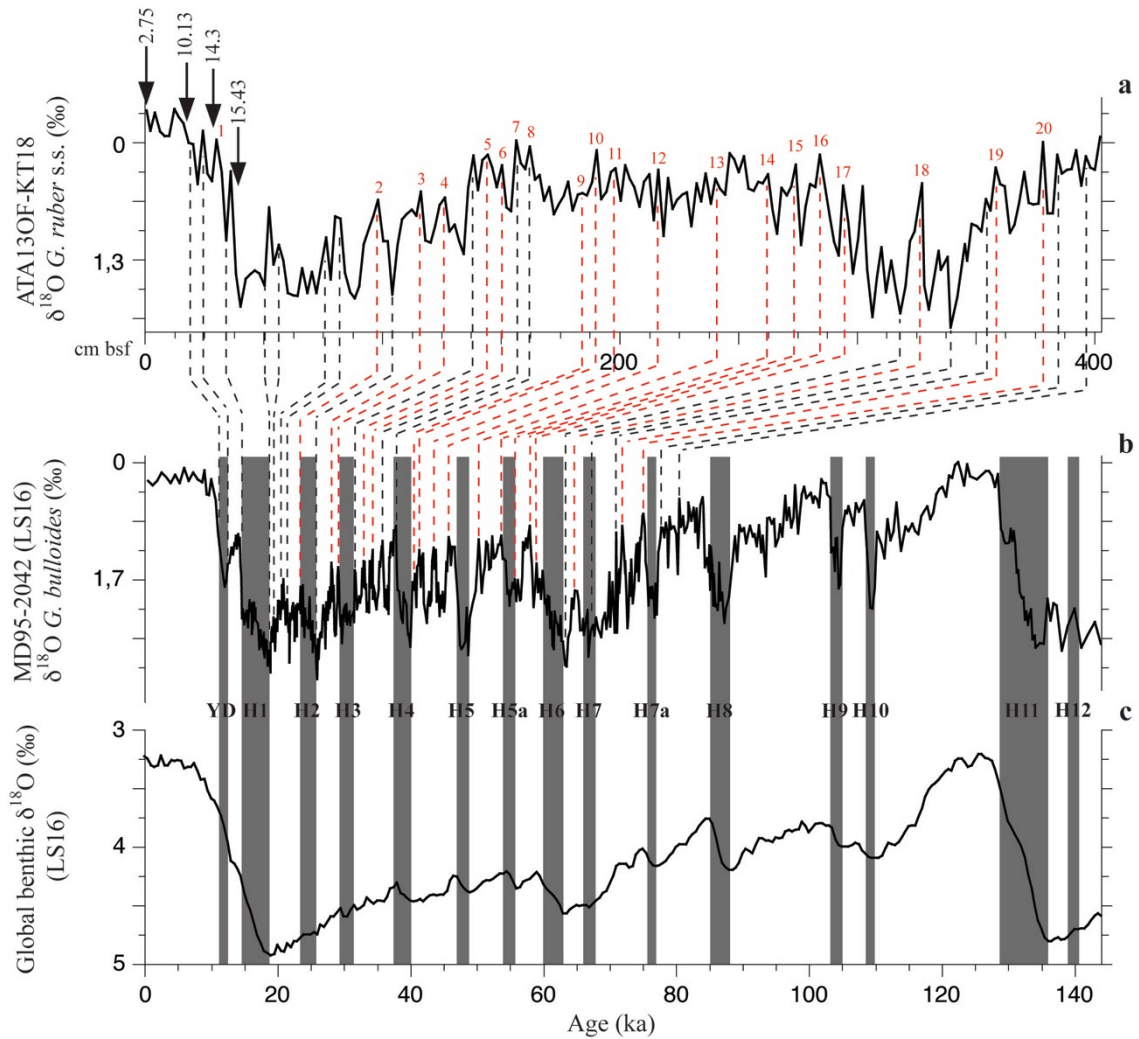 2.75
10.13
14.3
15.43
a
ATA13OF-KT18
δ18O G. ruber s.s. (‰)
0
1,3
1
2
3
4
5
6
7
8
9
10
11
12
13
14
15
16
17
18
19
20
cm bsf
0
200
400
b
MD95-2042 (LS16)
δ18O G. bulloides (‰)
0
1,7
YD
H1
H2
H3
H4
H5
H5a
H6
H7
H7a
H8
H9
H10
H11
H12
c
Global benthic δ18O (‰)
(LS16)
3
4
5
0
20
40
60
80
100
120
140
Age (ka)